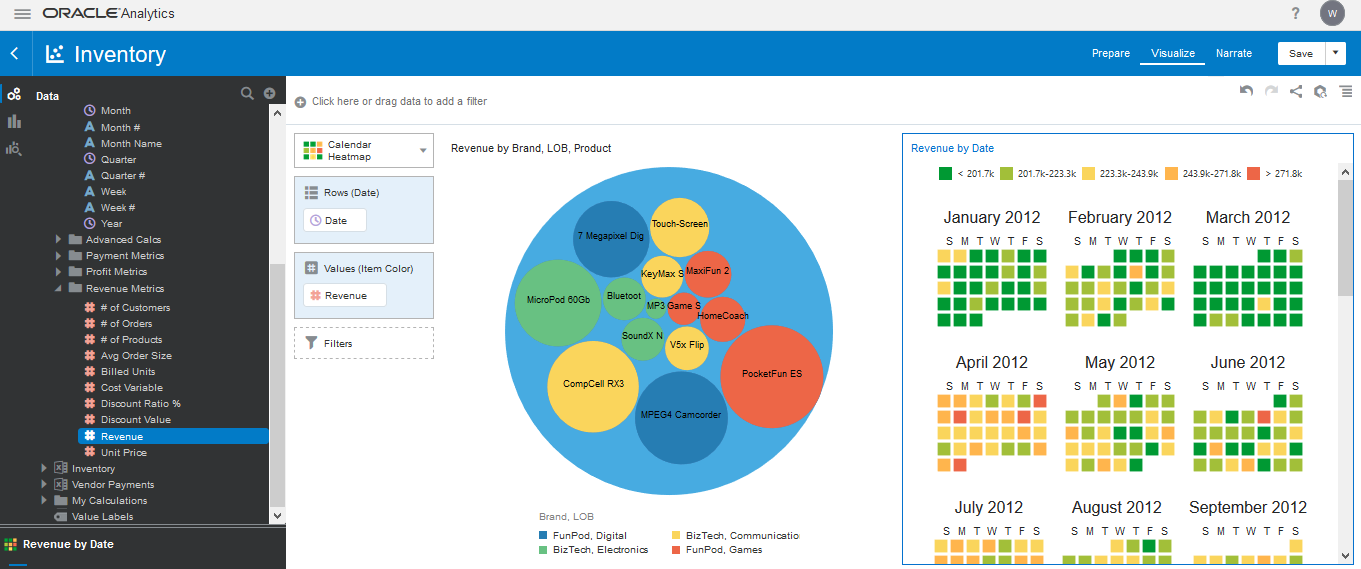 ORACLE Analytics
?
W
Inventory
Prepare
Visualize
Narrate
Save
Data
Month
Month #
Month Name
Quarter
Quarter #
Week
Week #
Year
Advanced Calcs
Payment Metrics
Profit Metrics
Revenue Metrics
# of Customers
# of Orders
# of Products
Avg Order Size
Billed Units
Cost Variable
Discount Ratio %
Discount Value
Revenue
Unit Price
Inventory
Vendor Payments
My Calculations
Value Labels
Revenue by Date
Click here or drag data to add a filter
Calendar
Heatmap
Rows (Date)
Date
Values (Item Color)
Revenue
Filters
Revenue by Brand, LOB, Product
7 Megapixel Dig
Touch-Screen
KeyMax S
MaxiFun 2
MicroPod 60Gb
Bluetoot
MP3
Game S
HomeCoach
SoundX N
V5x Flip
CompCell RX3
PocketFun ES
MPEG4 Camcorder
Brand, LOB
FunPod, Digital
BizTech, Communicatio
BizTech, Electronics
FunPod, Games
Revenue by Date
< 201.7k
201.7k-223.3k
223.3k-243.9k
243.9k-271.8k
> 271.8k
January 2012
February 2012
March 2012
S M T W T F S
S M T W T F S
S M T W T F S
April 2012
May 2012
June 2012
S M T W T F S
S M T W T F S
S M T W T F S
July 2012
August 2012
September 2012
S M T W T F S
S M T W T F S
S M T W T F S